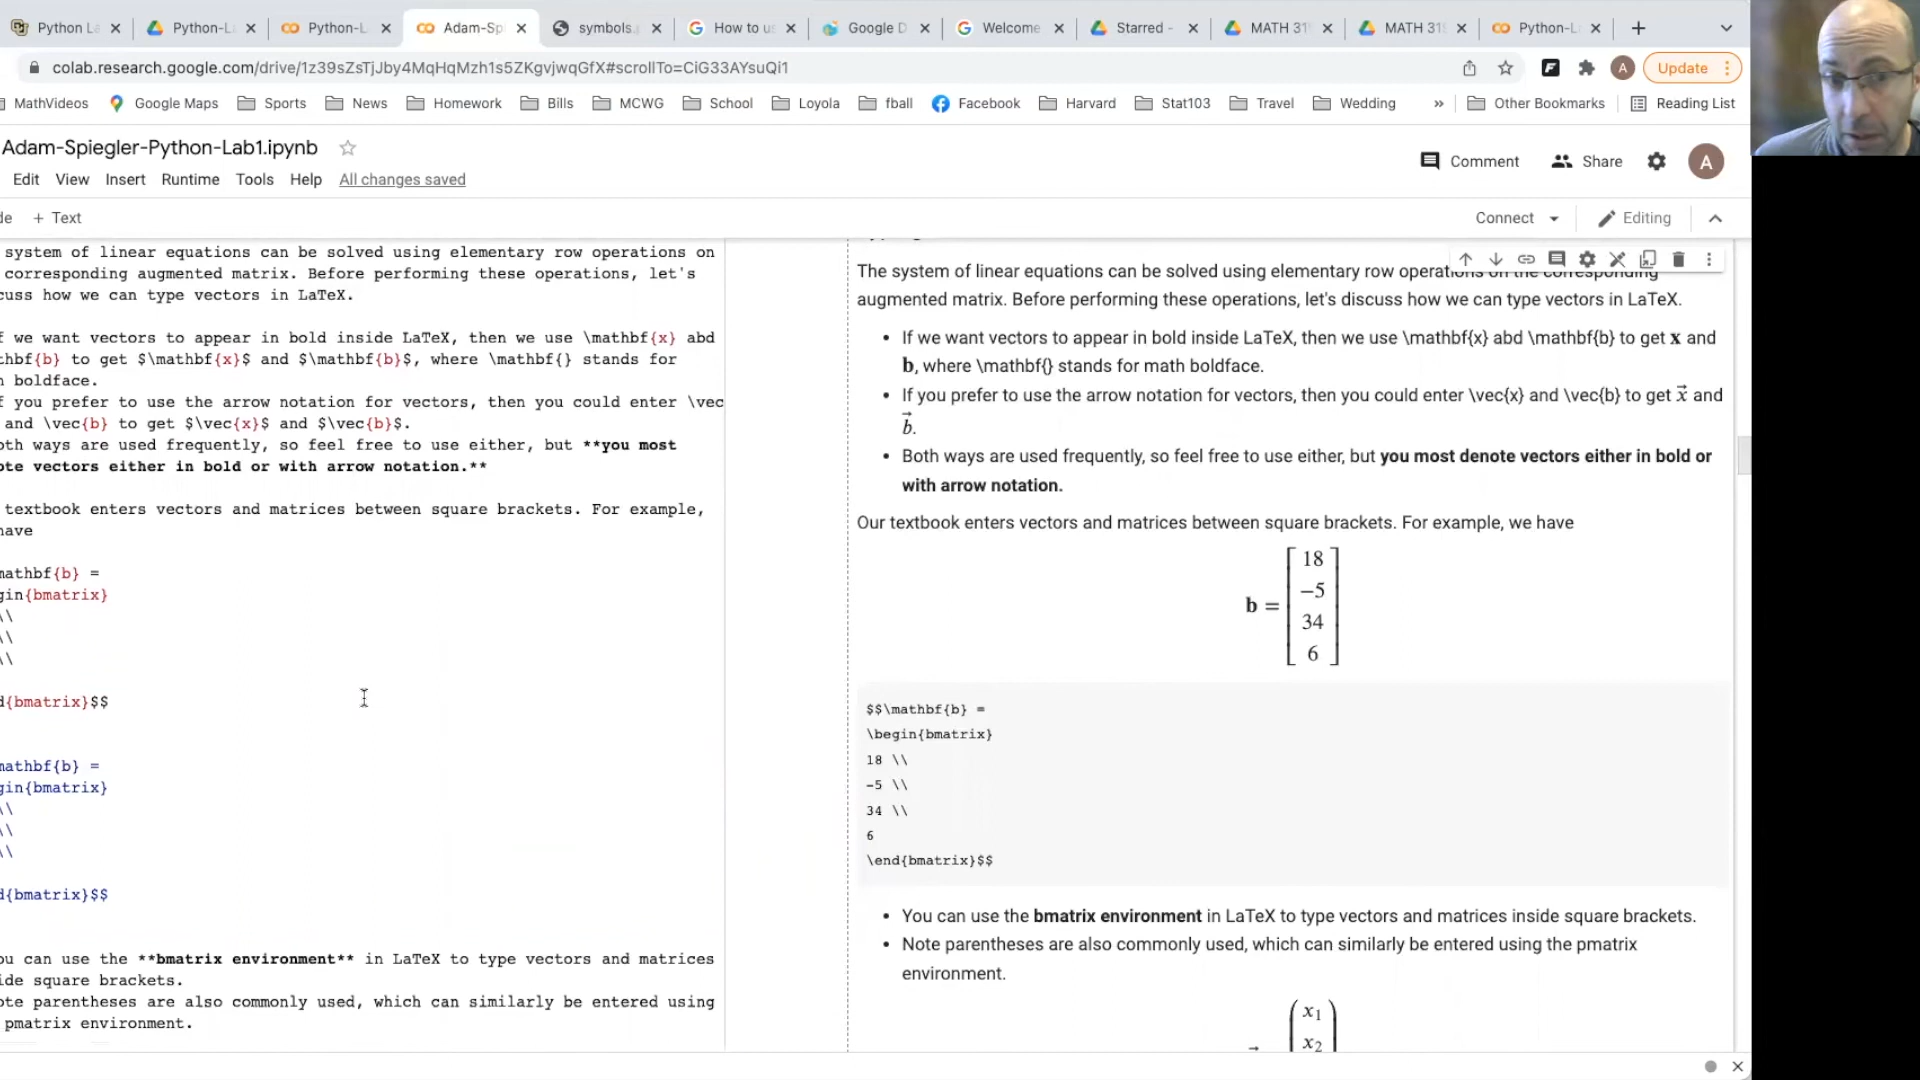 Python La
Python-L
Python-L
Adam-Sp
symbols.
How to us
Google D
Welcome
Starred -
MATH 31
MATH 31
Python-L
colab.research.google.com/drive/1z39sZsTjJby4MqHqMzh1s5ZKgvjwqGfX#scrollTo=CiG33AYsuQi1
A
Update
MathVideos
Google Maps
Sports
News
Homework
Bills
MCWG
School
Loyola
fball
Facebook
Harvard
Stat103
Travel
Wedding
»
Other Bookmarks
Reading List
Adam-Spiegler-Python-Lab1.ipynb
Comment
Share
A
Edit View Insert Runtime Tools Help All changes saved
de + Text
Connect
Editing
system of linear equations can be solved using elementary row operations on
corresponding augmented matrix. Before performing these operations, let's
cuss how we can type vectors in LaTeX.
f we want vectors to appear in bold inside LaTeX, then we use \mathbf{x} abd
thbf{b} to get $\mathbf{x}$ and $\mathbf{b}$, where \mathbf{} stands for
h boldface.
f you prefer to use the arrow notation for vectors, then you could enter \vec
and \vec{b} to get $\vec{x}$ and $\vec{b}$.
oth ways are used frequently, so feel free to use either, but **you most
ote vectors either in bold or with arrow notation.**
textbook enters vectors and matrices between square brackets. For example,
have
mathbf{b} =
gin{bmatrix}
\\
\\
\\
d{bmatrix}$$
mathbf{b} =
gin{bmatrix}
\\
\\
\\
d{bmatrix}$$
ou can use the **bmatrix environment** in LaTeX to type vectors and matrices
ide square brackets.
ote parentheses are also commonly used, which can similarly be entered using
pmatrix environment.
The system of linear equations can be solved using elementary row operations on the corresponding
augmented matrix. Before performing these operations, let's discuss how we can type vectors in LaTeX.
• If we want vectors to appear in bold inside LaTeX, then we use \mathbf{x} abd \mathbf{b} to get x and
b, where \mathbf{} stands for math boldface.
• If you prefer to use the arrow notation for vectors, then you could enter \vec{x} and \vec{b} to get x⃗ and
b⃗.
• Both ways are used frequently, so feel free to use either, but you most denote vectors either in bold or
with arrow notation.
Our textbook enters vectors and matrices between square brackets. For example, we have
18
−5
b =
34
6
$$\mathbf{b} =
\begin{bmatrix}
18 \\
-5 \\
34 \\
6
\end{bmatrix}$$
• You can use the bmatrix environment in LaTeX to type vectors and matrices inside square brackets.
• Note parentheses are also commonly used, which can similarly be entered using the pmatrix
environment.
x₁
x₂